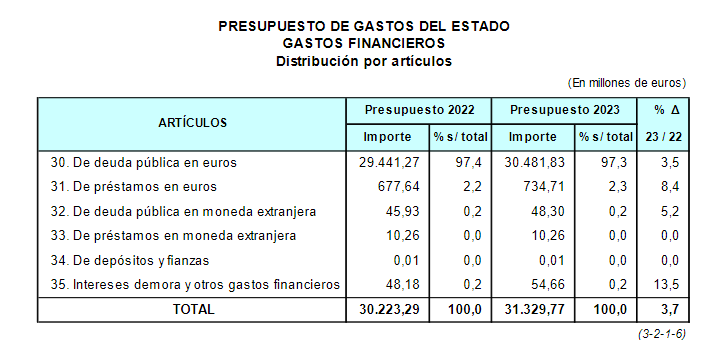 PRESUPUESTO DE GASTOS DEL ESTADO
GASTOS FINANCIEROS
Distribución por artículos
(En millones de euros)
ARTÍCULOS Presupuesto 2022 Presupuesto 2023 % Δ
Importe % s/ total Importe % s/ total 23 / 22
30. De deuda pública en euros 29.441,27 97,4 30.481,83 97,3 3,5
31. De préstamos en euros 677,64 2,2 734,71 2,3 8,4
32. De deuda pública en moneda extranjera 45,93 0,2 48,30 0,2 5,2
33. De préstamos en moneda extranjera 10,26 0,0 10,26 0,0 0,0
34. De depósitos y fianzas 0,01 0,0 0,01 0,0 0,0
35. Intereses demora y otros gastos financieros 48,18 0,2 54,66 0,2 13,5
TOTAL 30.223,29 100,0 31.329,77 100,0 3,7
(3-2-1-6)